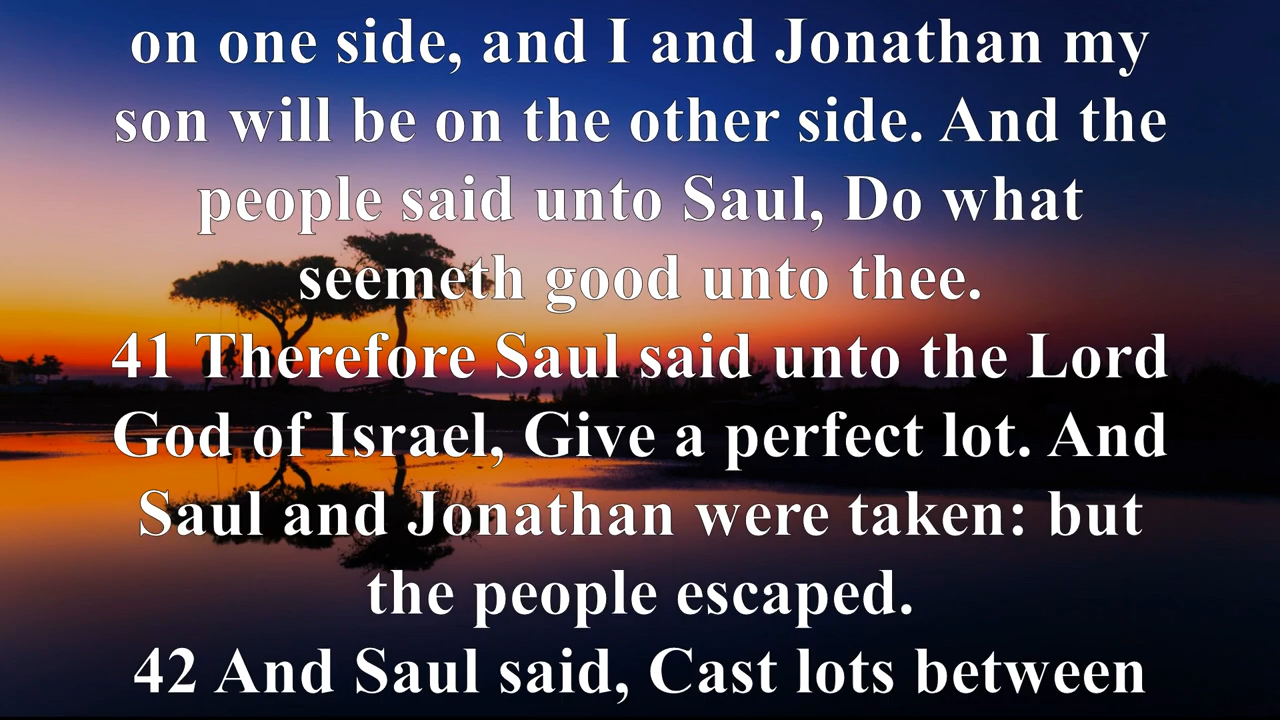 on one side, and I and Jonathan my
son will be on the other side. And the
people said unto Saul, Do what
seemeth good unto thee.
41 Therefore Saul said unto the Lord
God of Israel, Give a perfect lot. And
Saul and Jonathan were taken: but
the people escaped.
42 And Saul said, Cast lots between